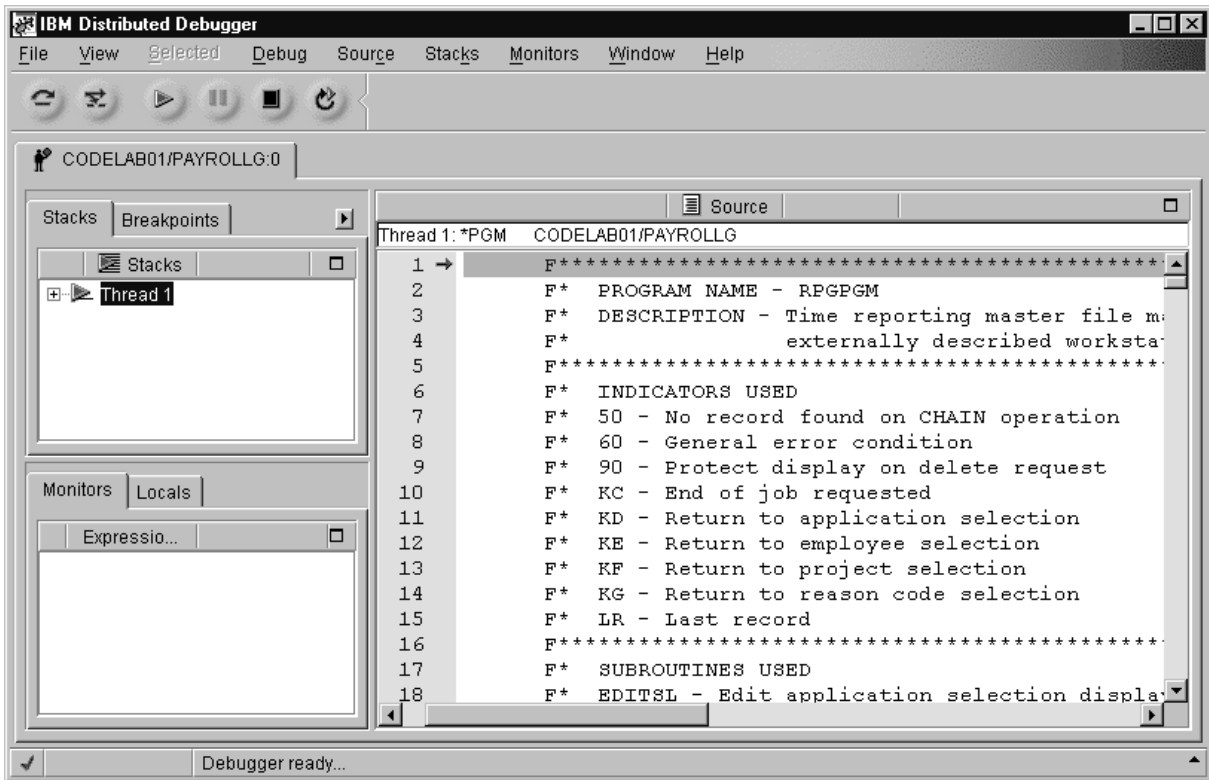 IBM Distributed Debugger
File View Selected Debug Source Stacks Monitors Window Help
CODELAB01/PAYROLLG:0
Stacks Breakpoints
Stacks
Thread 1
Monitors Locals
Expressio...
Source
Thread 1: *PGM CODELAB01/PAYROLLG
1 F*********************************************
2 F* PROGRAM NAME - RPGPGM
3 F* DESCRIPTION - Time reporting master file
4 F* externally described
5 F*********************************************
6 F* INDICATORS USED
7 F* 50 - No record found on CHAIN operation
8 F* 60 - General error condition
9 F* 90 - Protect display on delete request
10 F* KC - End of job requested
11 F* KD - Return to application selection
12 F* KE - Return to employee selection
13 F* KF - Return to project selection
14 F* KG - Return to reason code selection
15 F* LR - Last record
16 F*********************************************
17 F* SUBROUTINES USED
18 F* EDITSL - Edit application selection
Debugger ready...